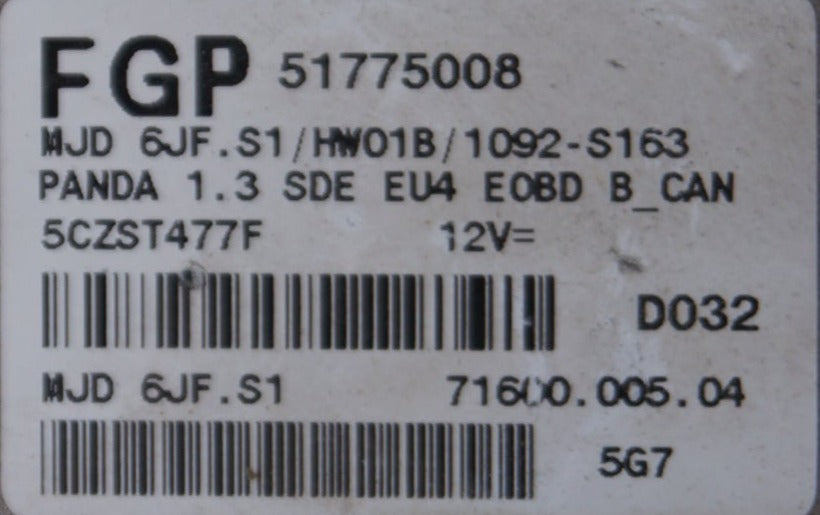 FGP 51775008
MJD 6JF.S1/HW01B/1092-S163
PANDA 1.3 SDE EU4 EOBD B_CAN
5CZST477F 12V=
D032
MJD 6JF.S1 71600.005.04
5G7